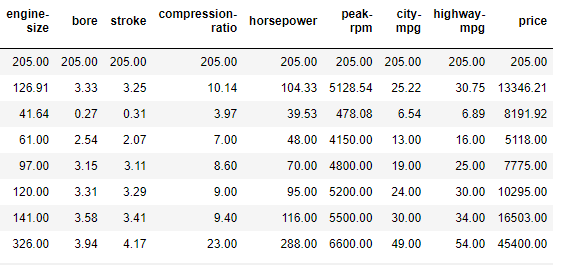 engine-size bore stroke compression-ratio horsepower peak-rpm city-mpg highway-mpg price
205.00 205.00 205.00 205.00 205.00 205.00 205.00 205.00 205.00
126.91 3.33 3.25 10.14 104.33 5128.54 25.22 30.75 13346.21
41.64 0.27 0.31 3.97 39.53 478.08 6.54 6.89 8191.92
61.00 2.54 2.07 7.00 48.00 4150.00 13.00 16.00 5118.00
97.00 3.15 3.11 8.60 70.00 4800.00 19.00 25.00 7775.00
120.00 3.31 3.29 9.00 95.00 5200.00 24.00 30.00 10295.00
141.00 3.58 3.41 9.40 116.00 5500.00 30.00 34.00 16503.00
326.00 3.94 4.17 23.00 288.00 6600.00 49.00 54.00 45400.00